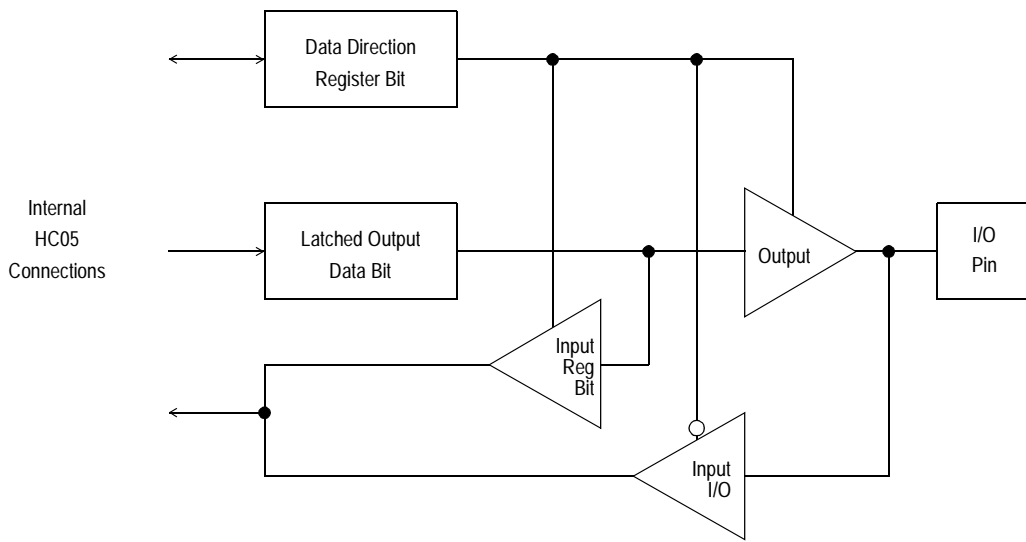 Data Direction
Register Bit
Internal
HC05
Connections
Latched Output
Data Bit
Output
I/O
Pin
Input
Reg
Bit
Input
I/O